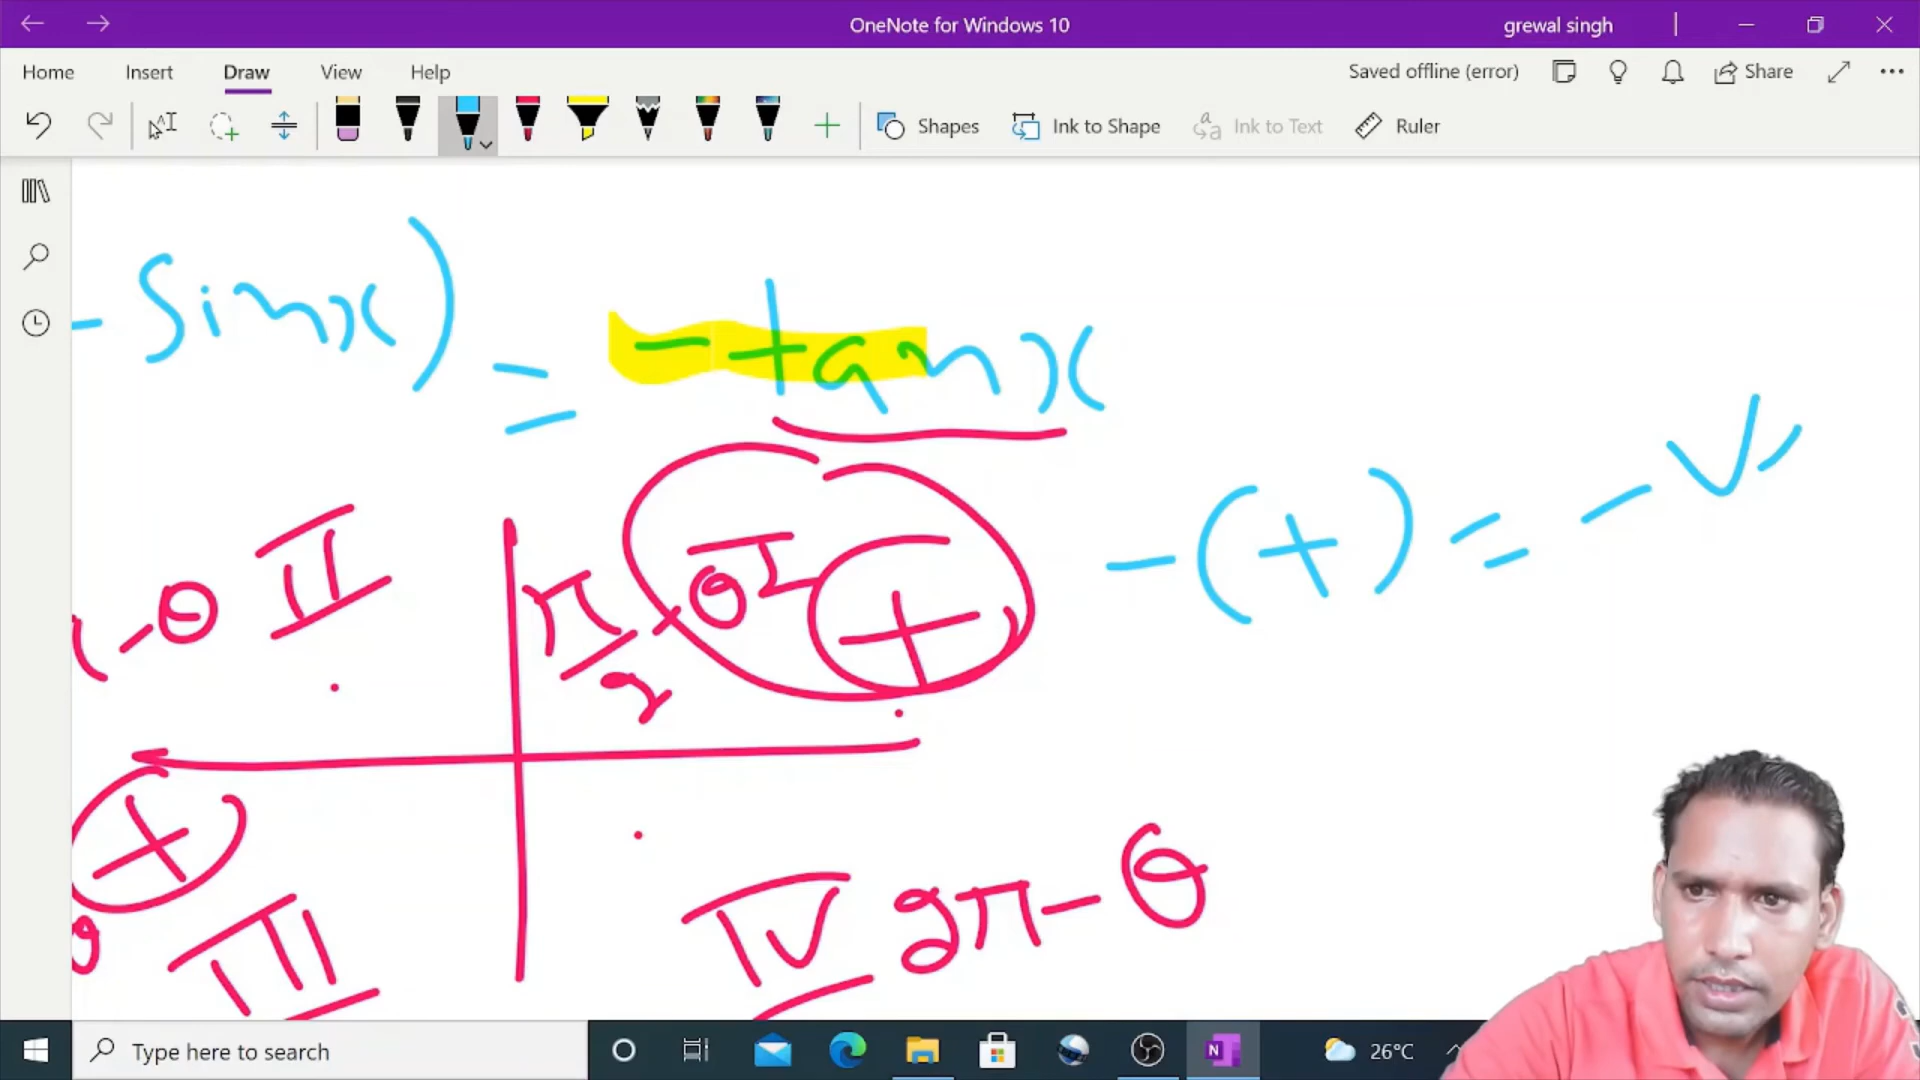 OneNote for Windows 10
grewal singh
Home Insert Draw View Help
Saved offline (error)
Share
Shapes Ink to Shape Ink to Text Ruler
- Sinx) = - tanx
-(+) = -V
II
-θ
π/2 - θ I +
+
III
IV 2π - θ
Type here to search
26°C